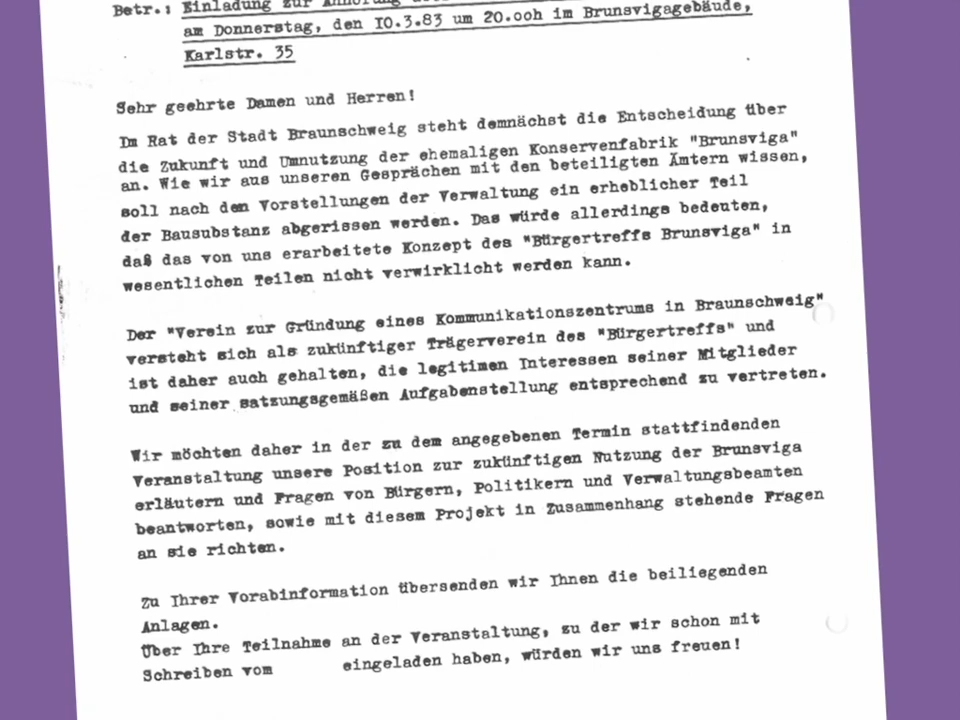 Betr.: Einladung zur Anhörung
am Donnerstag, den IO.3.83 um 20.ooh im Brunsvigagebäude,
Karlstr. 35
Sehr geehrte Damen und Herren!
Im Rat der Stadt Braunschweig steht demnächst die Entscheidung über
die Zukunft und Umnutzung der ehemaligen Konservenfabrik "Brunsviga"
an. Wie wir aus unseren Gesprächen mit den beteiligten Ämtern wissen,
soll nach den Vorstellungen der Verwaltung ein erheblicher Teil
der Bausubstanz abgerissen werden. Das würde allerdings bedeuten,
daß das von uns erarbeitete Konzept des "Bürgertreffs Brunsviga" in
wesentlichen Teilen nicht verwirklicht werden kann.
Der "Verein zur Gründung eines Kommunikationszentrums in Braunschweig"
versteht sich als zukünftiger Trägerverein des "Bürgertreffs" und
ist daher auch gehalten, die legitimen Interessen seiner Mitglieder
und seiner satzungsgemäßen Aufgabenstellung entsprechend zu vertreten.
Wir möchten daher in der zu dem angegebenen Termin stattfindenden
Veranstaltung unsere Position zur zukünftigen Nutzung der Brunsviga
erläutern und Fragen von Bürgern, Politikern und Verwaltungsbeamten
beantworten, sowie mit diesem Projekt in Zusammenhang stehende Fragen
an sie richten.
Zu Ihrer Vorabinformation übersenden wir Ihnen die beiliegenden
Anlagen.
Über Ihre Teilnahme an der Veranstaltung, zu der wir schon mit
Schreiben vom eingeladen haben, würden wir uns freuen!